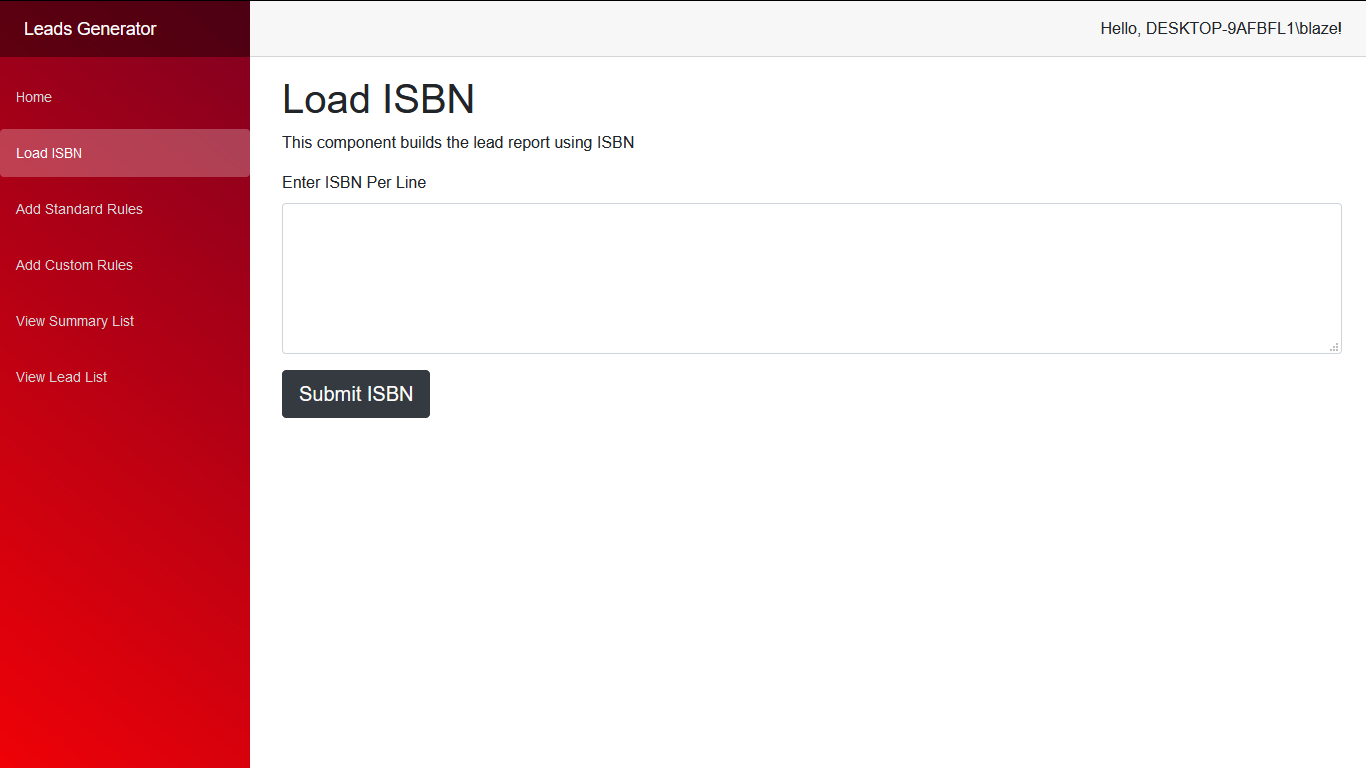 Leads Generator
Hello, DESKTOP-9AFBFL1\blaze!
Home
Load ISBN
Add Standard Rules
Add Custom Rules
View Summary List
View Lead List
Load ISBN
This component builds the lead report using ISBN
Enter ISBN Per Line
Submit ISBN